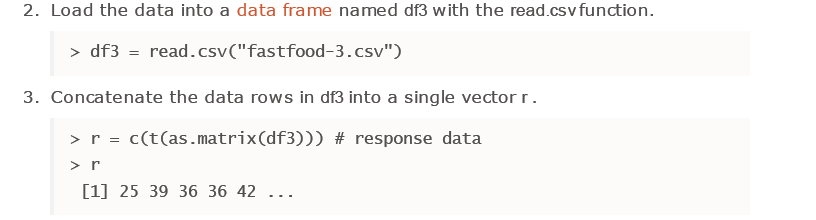 2. Load the data into a data frame named df3 with the read.csv function.
> df3 = read.csv("fastfood-3.csv")
3. Concatenate the data rows in df3 into a single vector r .
> r = c(t(as.matrix(df3))) # response data
> r
[1] 25 39 36 36 42 ...